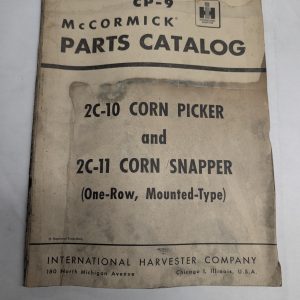 CP-9
McCORMICK®
PARTS CATALOG
IH
2C-10 CORN PICKER
and
2C-11 CORN SNAPPER
(One-Row, Mounted-Type)
INTERNATIONAL HARVESTER COMPANY
180 North Michigan Avenue Chicago 1, Illinois, U.S.A.